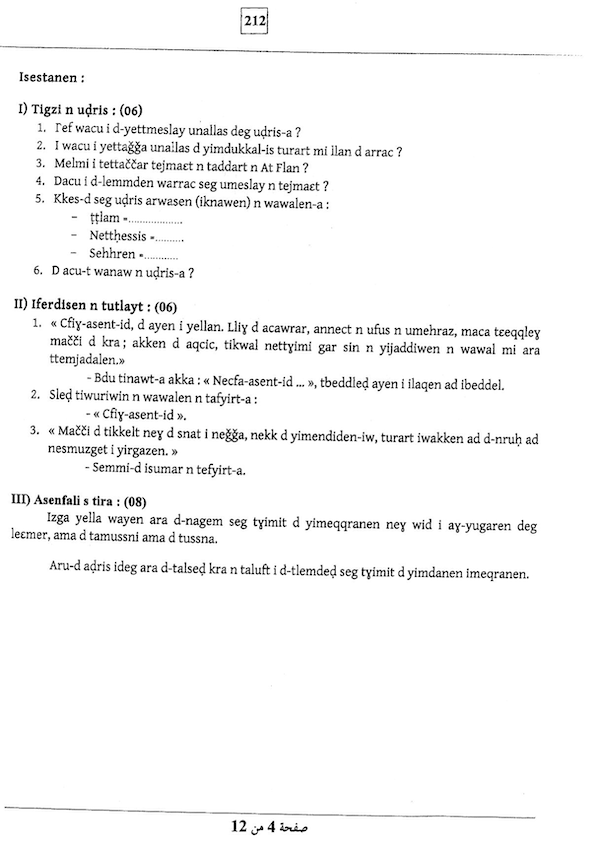 212
Isestanen :
I) Tigzi n uḍris : (06)
1. Γef wacu i d-yettmeslay unallas deg uḍris-a ?
2. I wacu i yettaǧǧa unallas d yimdukkal-is turart mi ilan d arrac ?
3. Melmi i tettaččar tejmaɛt n taddart n At Flan ?
4. Dacu i d-lemmden warrac seg umeslay n tejmaɛt ?
5. Kkes-d seg uḍris arwasen (iknawen) n wawalen-a :
- ṭṭlam =..................
- Netthessis =..........
- Sehhren =............
6. D acu-t wanaw n uḍris-a ?
II) Iferdisen n tutlayt : (06)
1. « Cfiɣ-asent-id, d ayen i yellan. Lliɣ d acawrar, annect n ufus n umehraz, maca tɛeqqleɣ
mačči d kra ; akken d aqcic, tikwal nettɣimi gar sin n yijaddiwen n wawal mi ara
ttemjadalen.»
- Bdu tinawt-a akka : « Necfa-asent-id ... », tbeddleḍ ayen i ilaqen ad ibeddel.
2. Sleḍ tiwuriwin n wawalen n tafyirt-a :
- « Cfiɣ-asent-id ».
3. « Mačči d tikkelt neɣ d snat i neǧǧa, nekk d yimendiden-iw, turart iwakken ad d-nruḥ ad
nesmuzget i yirgazen. »
- Semmi-d isumar n tefyirt-a.
III) Asenfali s tira : (08)
Izga yella wayen ara d-nagem seg tɣimit d yimeqqranen neɣ wid i aɣ-yugaren deg
leɛmer, ama d tamussni ama d tussna.
Aru-d aḍris ideg ara d-talseḍ kra n taluft i d-tlemdeḍ seg tɣimit d yimdanen imeqranen.
صفحة 4 من 12